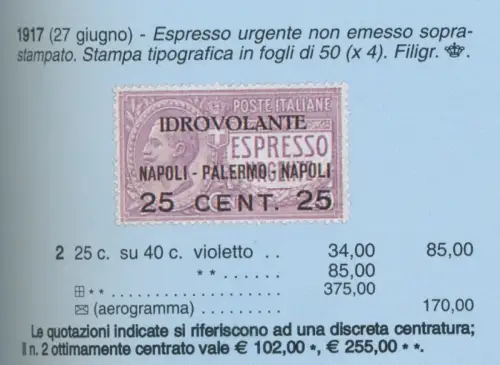 1917 (27 giugno) - Espresso urgente non emesso sopra-
stampato. Stampa tipografica in fogli di 50 (x 4). Filigr. .
POSTE ITALIANE
IDROVOLANTE
ESPRESSO
URGENTE
NAPOLI - PALERMO - NAPOLI
25 CENT. 25
2 25 c. su 40 c. violetto . . 34,00 85,00
* * . . . . . . 85,00
⊞ * * . . . . . . . . . . . . . . . . . . 375,00
✉ (aerogramma) . . . . . . . . . 170,00
Le quotazioni indicate si riferiscono ad una discreta centratura;
il n. 2 ottimamente centrato vale € 102,00 *, € 255,00 * *.